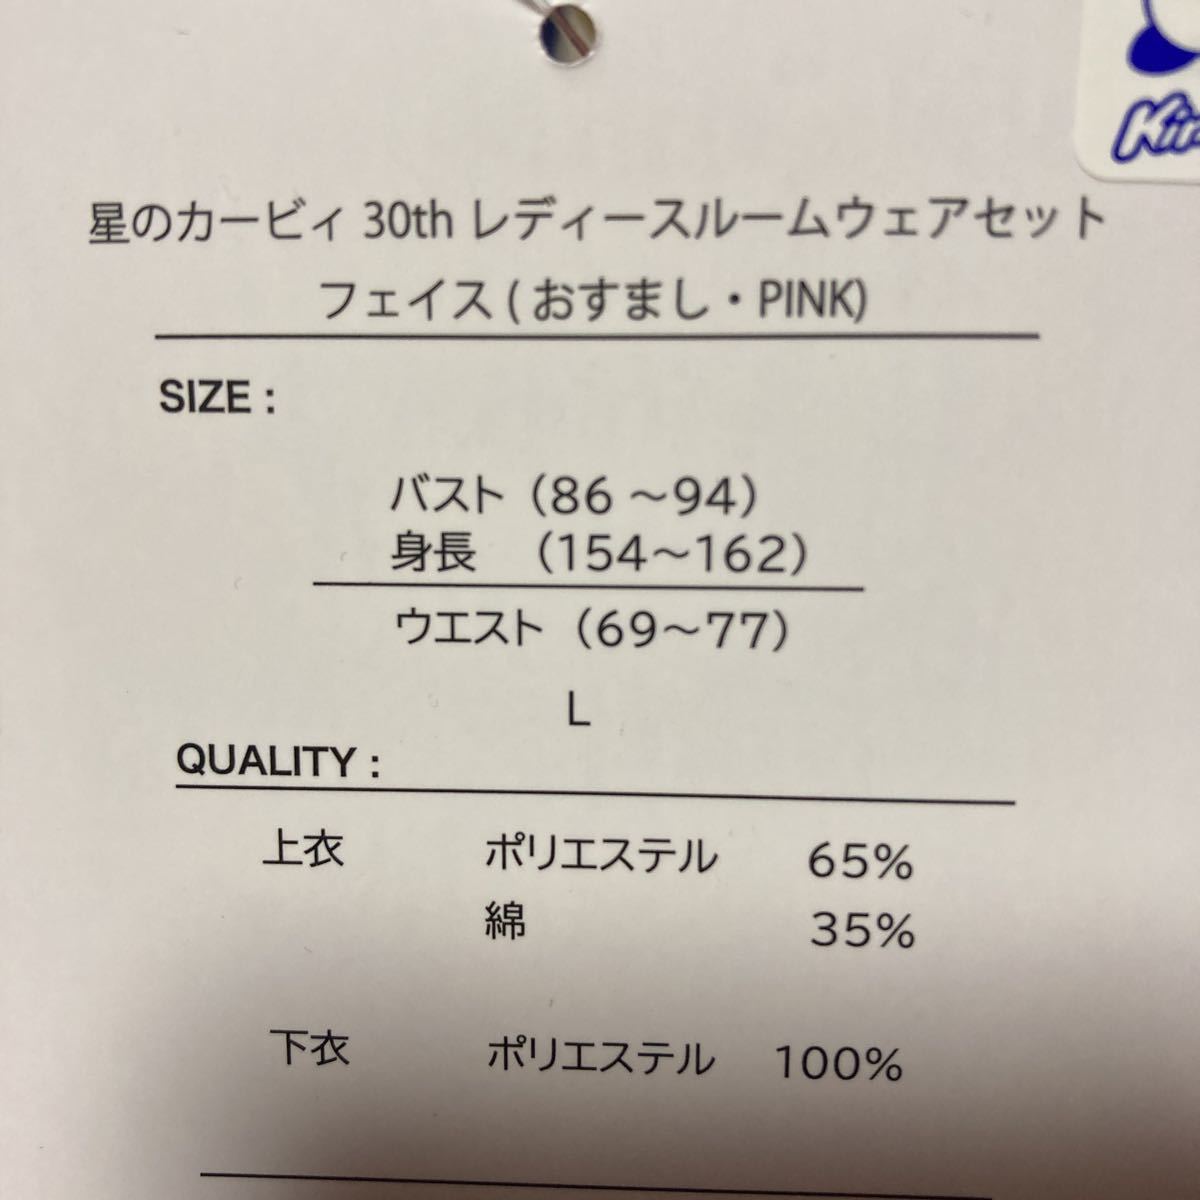 星のカービィ 30th レディースルームウェアセット
フェイス ( おすまし・PINK)
SIZE :
バスト（86 ～94）
身長　（154～162）
ウエスト（69～77）
L
QUALITY :
上衣　ポリエステル　65%
綿　35%
下衣　ポリエステル　100%